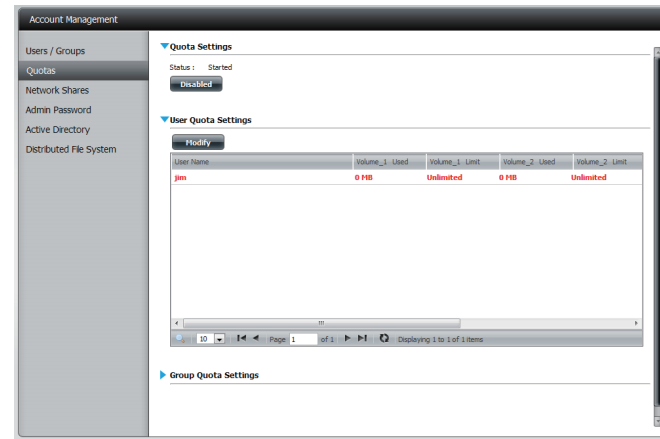 Account Management
Users / Groups
Quotas
Network Shares
Admin Password
Active Directory
Distributed File System
Quota Settings
Status : Started
Disabled
User Quota Settings
Modify
User Name Volume_1 Used Volume_1 Limit Volume_2 Used Volume_2 Limit
jim 0 MB Unlimited 0 MB Unlimited
10 Page 1 of 1 Displaying 1 to 1 of 1 items
Group Quota Settings